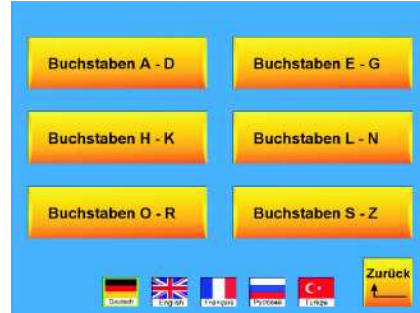 Buchstaben A - D
Buchstaben E - G
Buchstaben H - K
Buchstaben L - N
Buchstaben O - R
Buchstaben S - Z
Deutsch
English
Français
Русский
Türkçe
Zurück